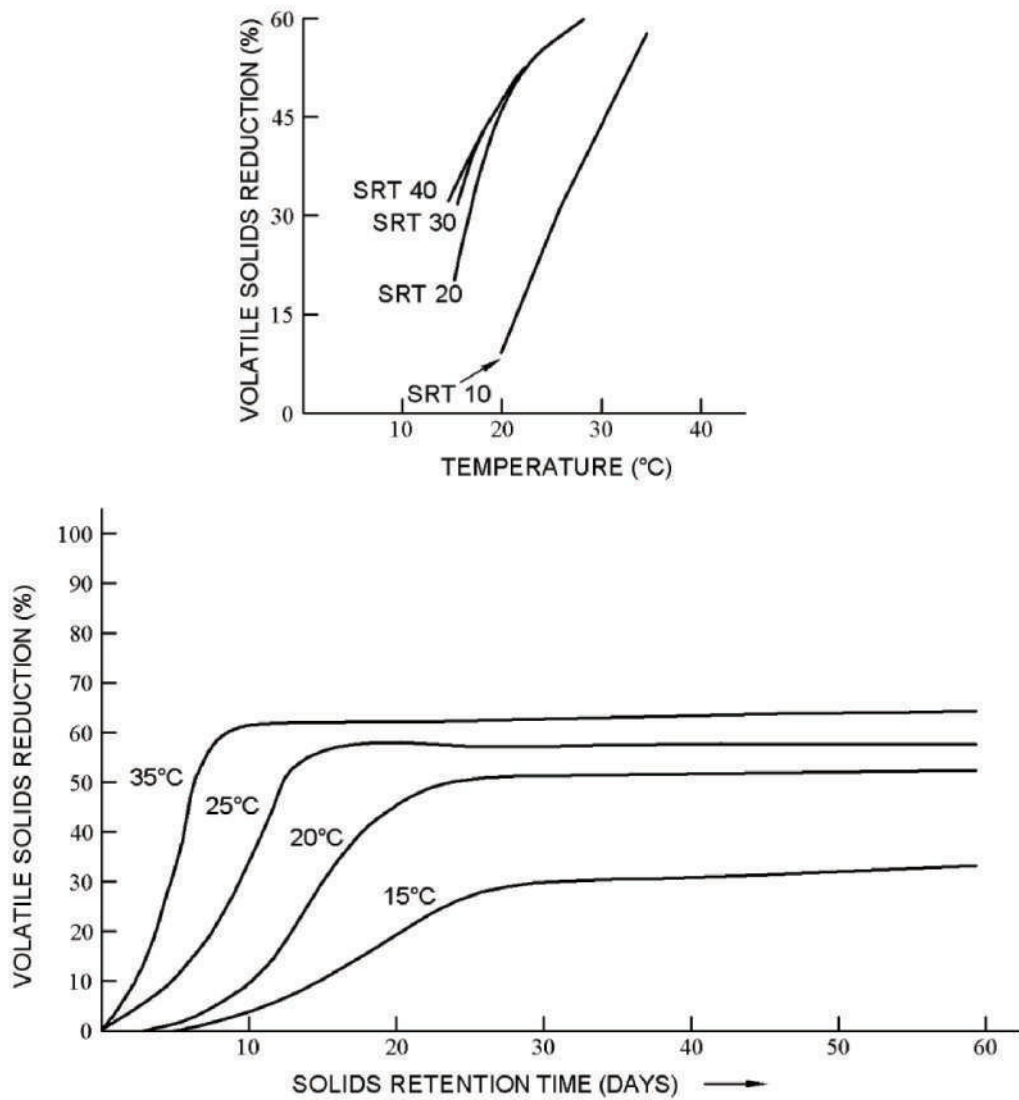 VOLATILE SOLIDS REDUCTION (%)
60
45
30
15
0
SRT 40
SRT 30
SRT 20
SRT 10
10 20 30 40
TEMPERATURE (°C)
VOLATILE SOLIDS REDUCTION (%)
100
90
80
70
60
50
40
30
20
10
0
35°C
25°C
20°C
15°C
10 20 30 40 50 60
SOLIDS RETENTION TIME (DAYS)